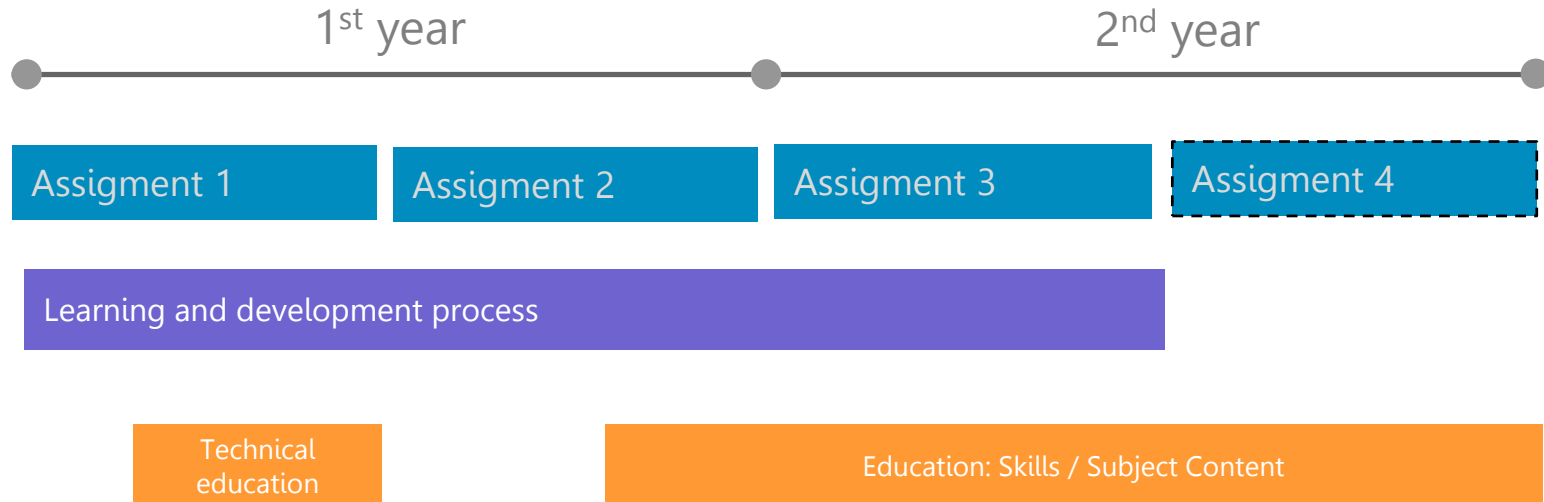 1st year
2nd year
Assigment 1
Assigment 2
Assigment 3
Assigment 4
Learning and development process
Technical
education
Education: Skills / Subject Content